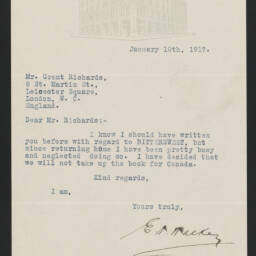 January 10th, 1917.
Mr. Grant Richards,
8 St. Martin St.,
Leicester Square,
London, W. C.
England.
Dear Mr. Richards:-
I know I should have written
you before with regard to BITTERSWEET, but
since returning home I have been pretty busy
and neglected doing so. I have decided that
we will not take up the book for Canada.
Kind regards,
I am,
Yours truly,